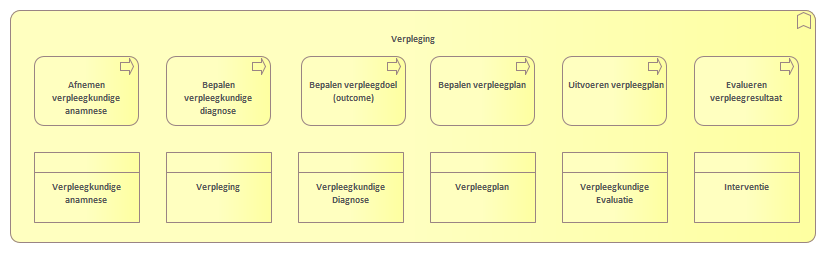 Verpleging
Afnemen
verpleegkundige
anamnese
Bepalen
verpleegkundige
diagnose
Bepalen verpleegdoel
(outcome)
Bepalen verpleegplan
Uitvoeren verpleegplan
Evalueren
verpleegresultaat
Verpleegkundige
anamnese
Verpleging
Verpleegkundige
Diagnose
Verpleegplan
Verpleegkundige
Evaluatie
Interventie